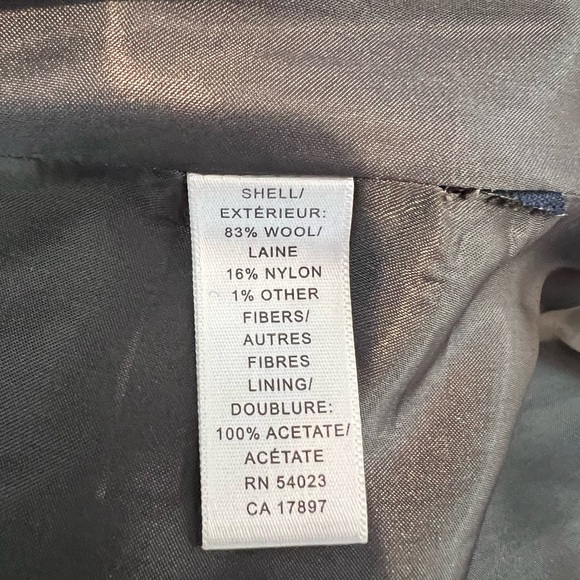 SHELL/
EXTÉRIEUR:
83% WOOL/
LAINE
16% NYLON
1% OTHER
FIBERS/
AUTRES
FIBRES
LINING/
DOUBLURE:
100% ACETATE/
ACÉTATE
RN 54023
CA 17897